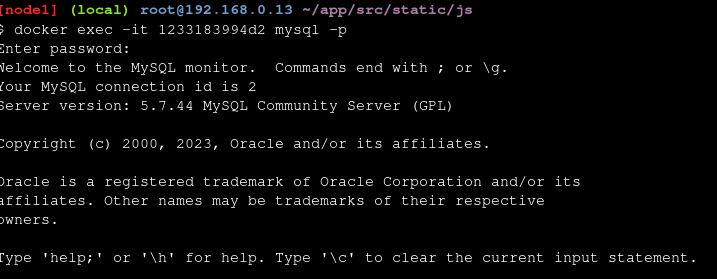 [node1] (local) root@192.168.0.13 ~/app/src/static/js
$ docker exec -it 1233183994d2 mysql -p
Enter password:
Welcome to the MySQL monitor.  Commands end with ; or \g.
Your MySQL connection id is 2
Server version: 5.7.44 MySQL Community Server (GPL)
Copyright (c) 2000, 2023, Oracle and/or its affiliates.
Oracle is a registered trademark of Oracle Corporation and/or its
affiliates. Other names may be trademarks of their respective
owners.
Type 'help;' or '\h' for help. Type '\c' to clear the current input statement.